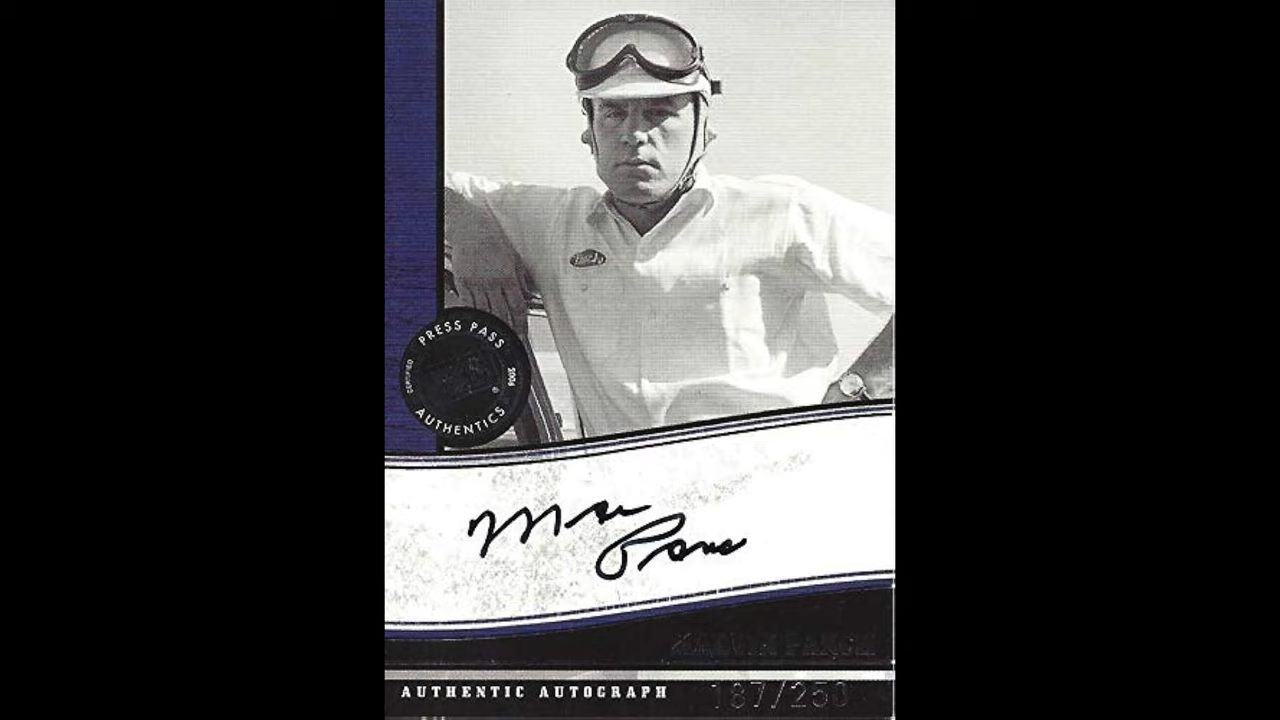 PRESS PASS
CERTIFIED
2006
AUTHENTICS
MARVIN PANCH
AUTHENTIC AUTOGRAPH
187/250